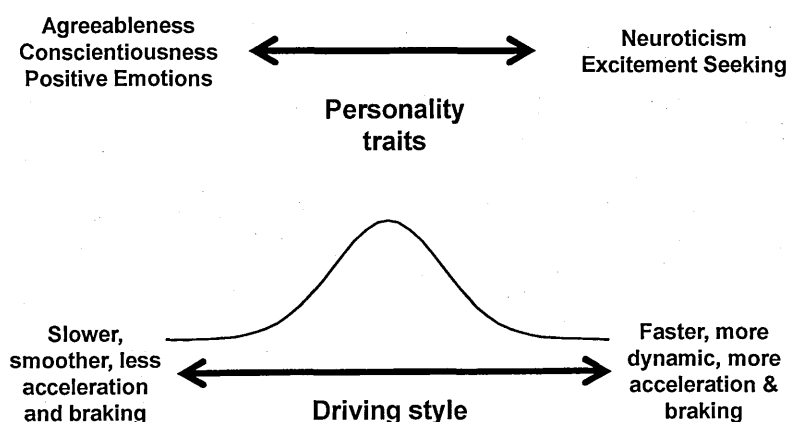 Agreeableness
Conscientiousness
Positive Emotions
Neuroticism
Excitement Seeking
Personality
traits
Slower,
smoother, less
acceleration
and braking
Faster, more
dynamic, more
acceleration &
braking
Driving style